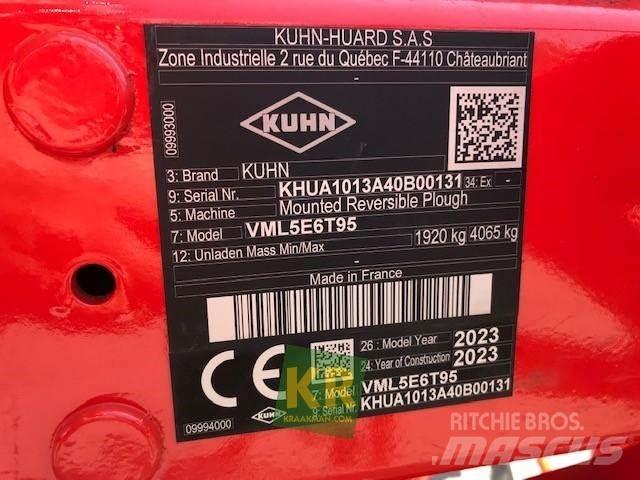 KUHN-HUARD S.A.S
Zone Industrielle 2 rue du Québec F-44110 Châteaubriant
-
09993000
KUHN
3: Brand KUHN
9: Serial Nr. KHUA1013A40B00131 34: Ex -
5: Machine Mounted Reversible Plough
7: Model VML5E6T95
12: Unladen Mass Min/Max 1920 kg 4065 kg
-
Made in France
26 : Model Year 2023
24: Year of Construction 2023
CE
7: Model VML5E6T95
9: Serial Nr. KHUA1013A40B00131
KUHN
KR
KRAAKMAN.COM
09994000
RITCHIE BROS.
MASCUS